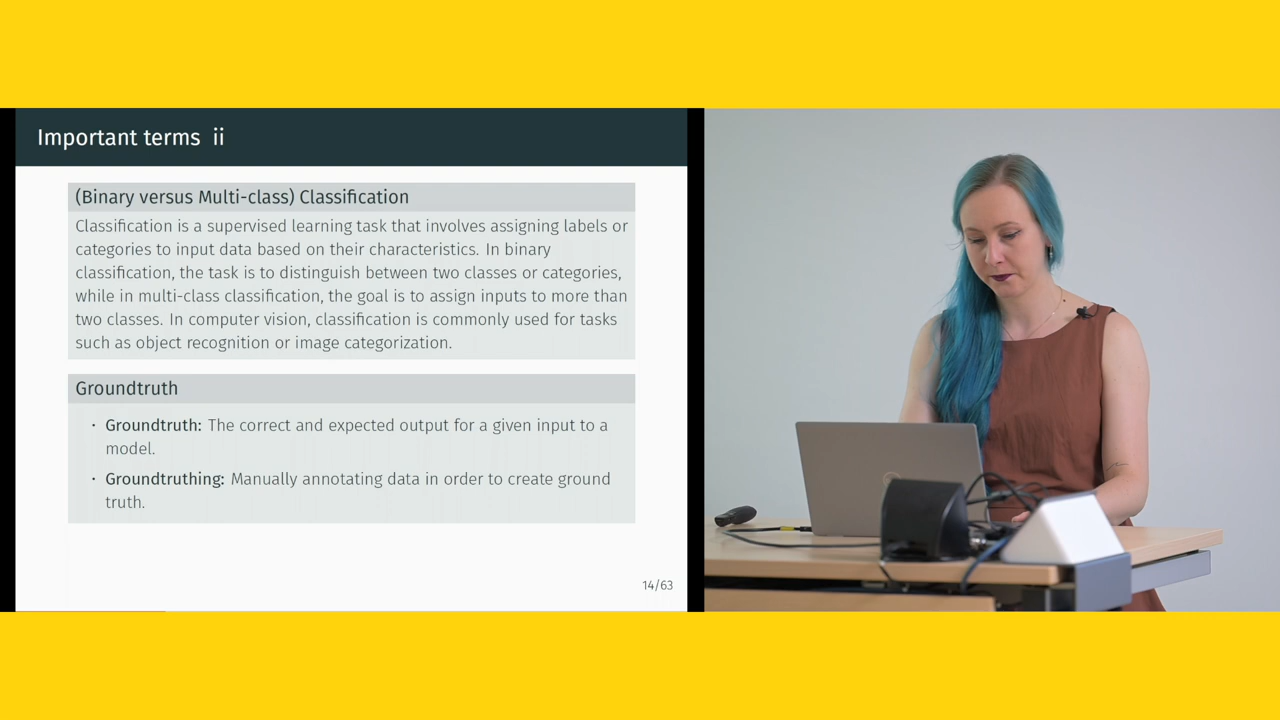 Important terms ii
(Binary versus Multi-class) Classification
Classification is a supervised learning task that involves assigning labels or
categories to input data based on their characteristics. In binary
classification, the task is to distinguish between two classes or categories,
while in multi-class classification, the goal is to assign inputs to more than
two classes. In computer vision, classification is commonly used for tasks
such as object recognition or image categorization.
Groundtruth
· Groundtruth: The correct and expected output for a given input to a
model.
· Groundtruthing: Manually annotating data in order to create ground
truth.
14/63